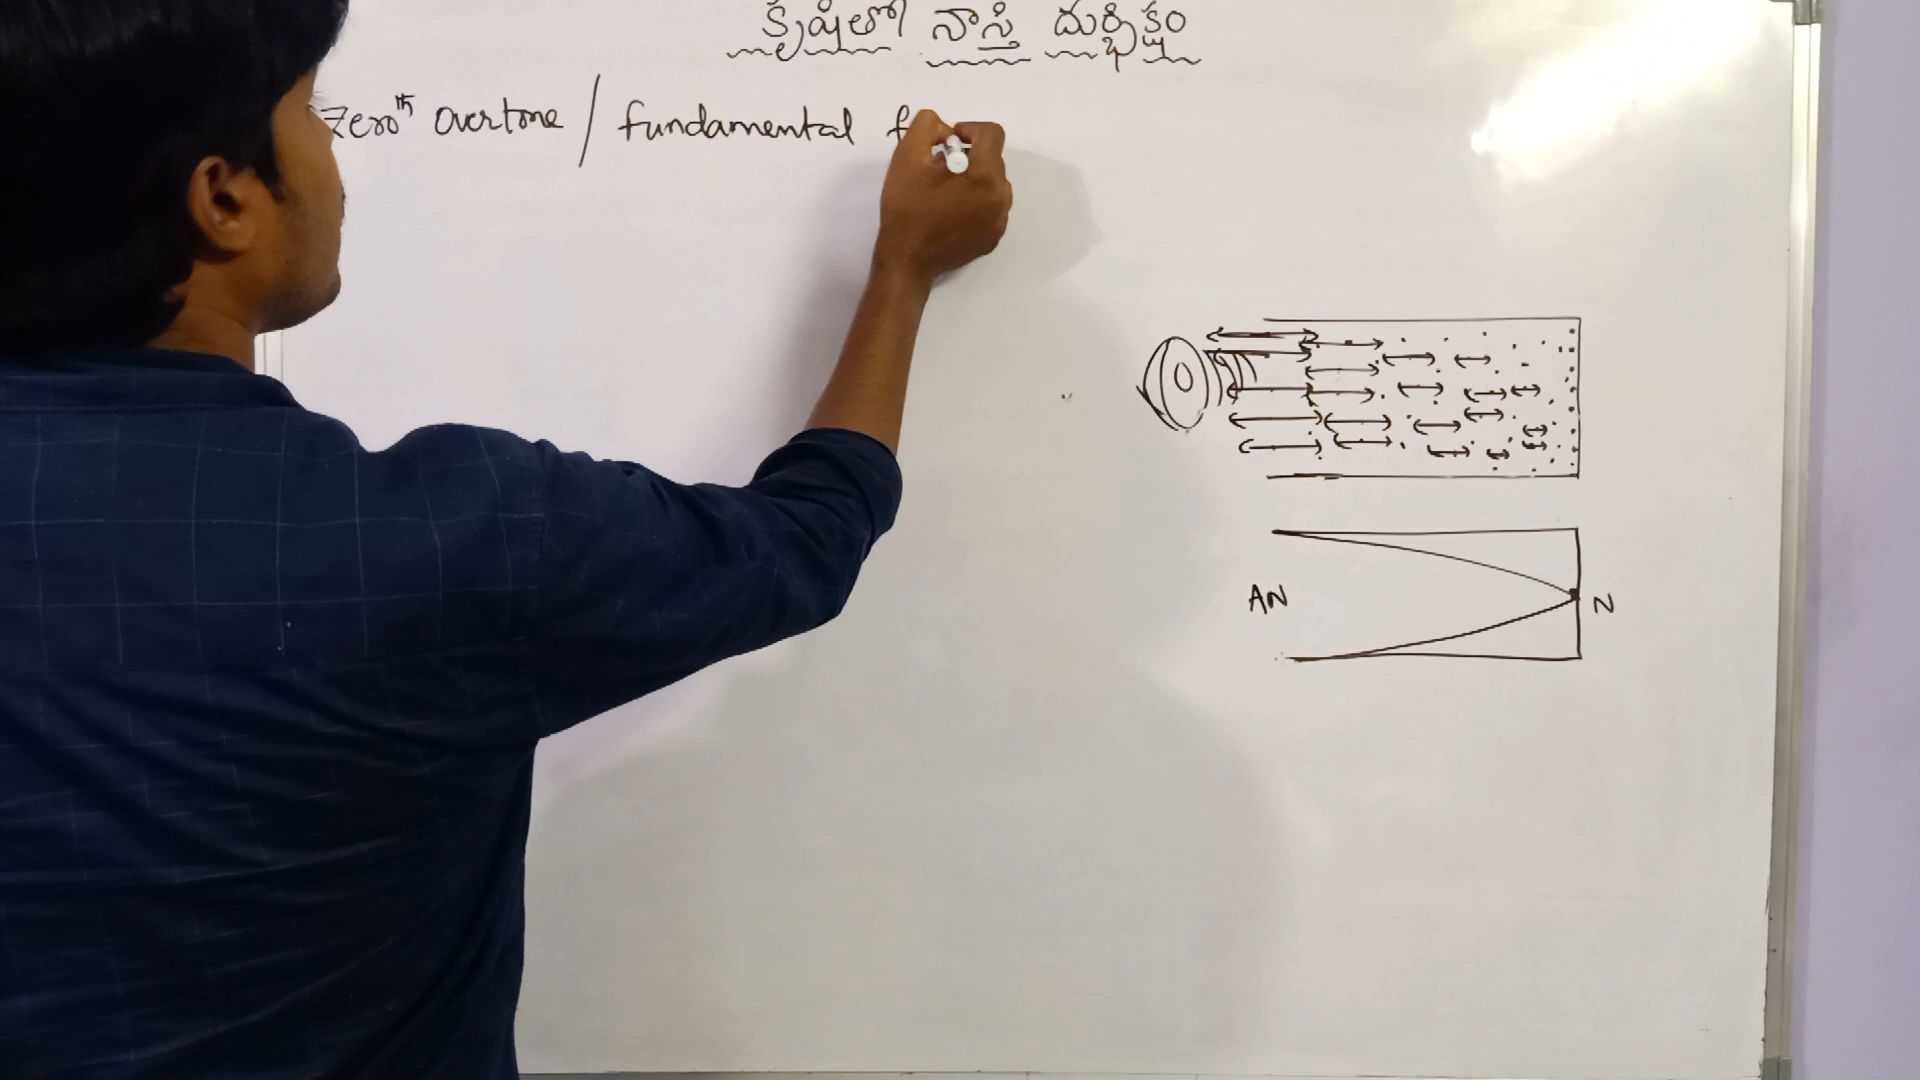 కృషితో నాస్తి దుర్భిక్షం
Zeroth overtone / fundamental f
AN
N